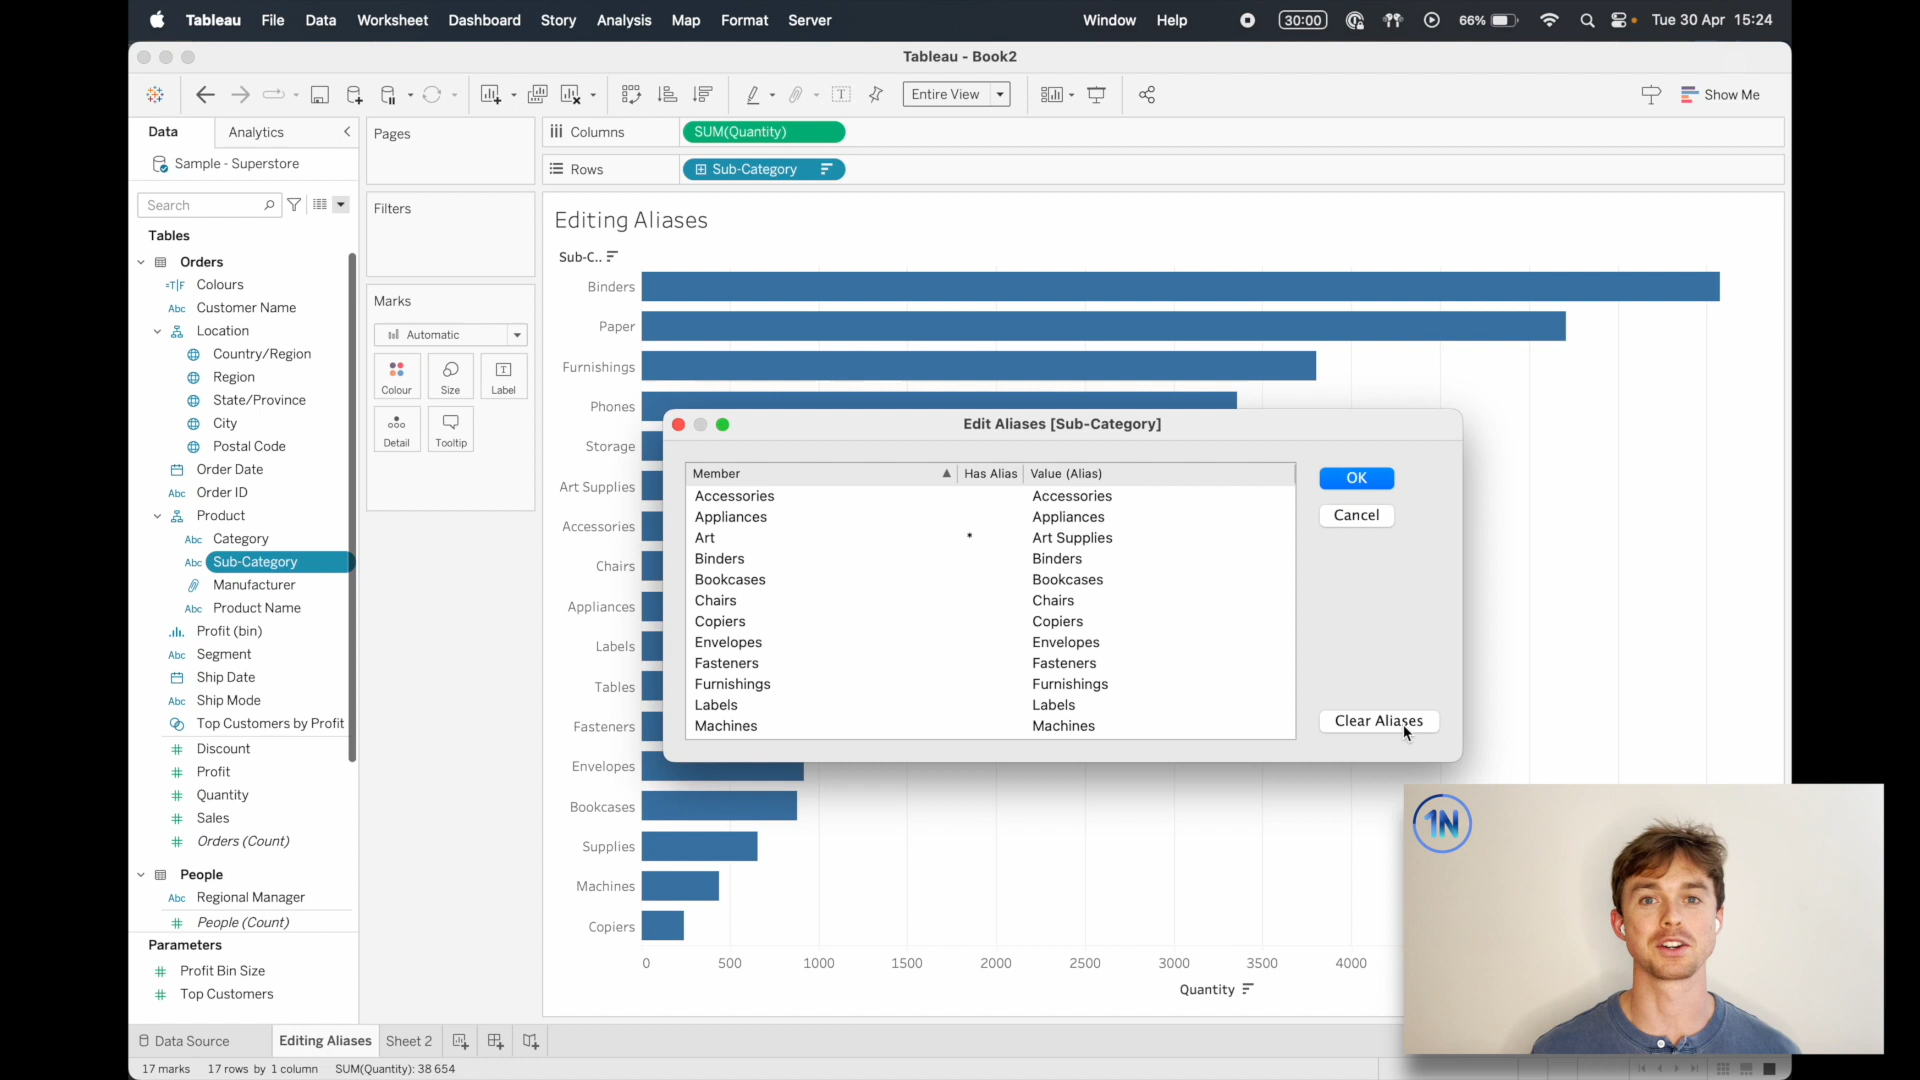 Tableau File Data Worksheet Dashboard Story Analysis Map Format Server Window Help 30:00 66% Tue 30 Apr 15:24
Tableau - Book2
Entire View Show Me
Data Analytics
Sample - Superstore
Search
Tables
Orders
=T|F Colours
Abc Customer Name
Location
Country/Region
Region
State/Province
City
Postal Code
Order Date
Abc Order ID
Product
Abc Category
Abc Sub-Category
Manufacturer
Abc Product Name
Profit (bin)
Abc Segment
Ship Date
Abc Ship Mode
Top Customers by Profit
# Discount
# Profit
# Quantity
# Sales
# Orders (Count)
People
Abc Regional Manager
# People (Count)
Parameters
# Profit Bin Size
# Top Customers
Pages
Filters
Marks
Automatic
Colour Size Label
Detail Tooltip
Columns SUM(Quantity)
Rows Sub-Category
Editing Aliases
Sub-C..
Binders
Paper
Furnishings
Phones
Storage
Art Supplies
Accessories
Chairs
Appliances
Labels
Tables
Fasteners
Envelopes
Bookcases
Supplies
Machines
Copiers
0 500 1000 1500 2000 2500 3000 3500 4000
Quantity
Edit Aliases [Sub-Category]
Member Has Alias Value (Alias)
Accessories Accessories
Appliances Appliances
Art * Art Supplies
Binders Binders
Bookcases Bookcases
Chairs Chairs
Copiers Copiers
Envelopes Envelopes
Fasteners Fasteners
Furnishings Furnishings
Labels Labels
Machines Machines
OK
Cancel
Clear Aliases
1N
Data Source Editing Aliases Sheet 2
17 marks 17 rows by 1 column SUM(Quantity): 38 654